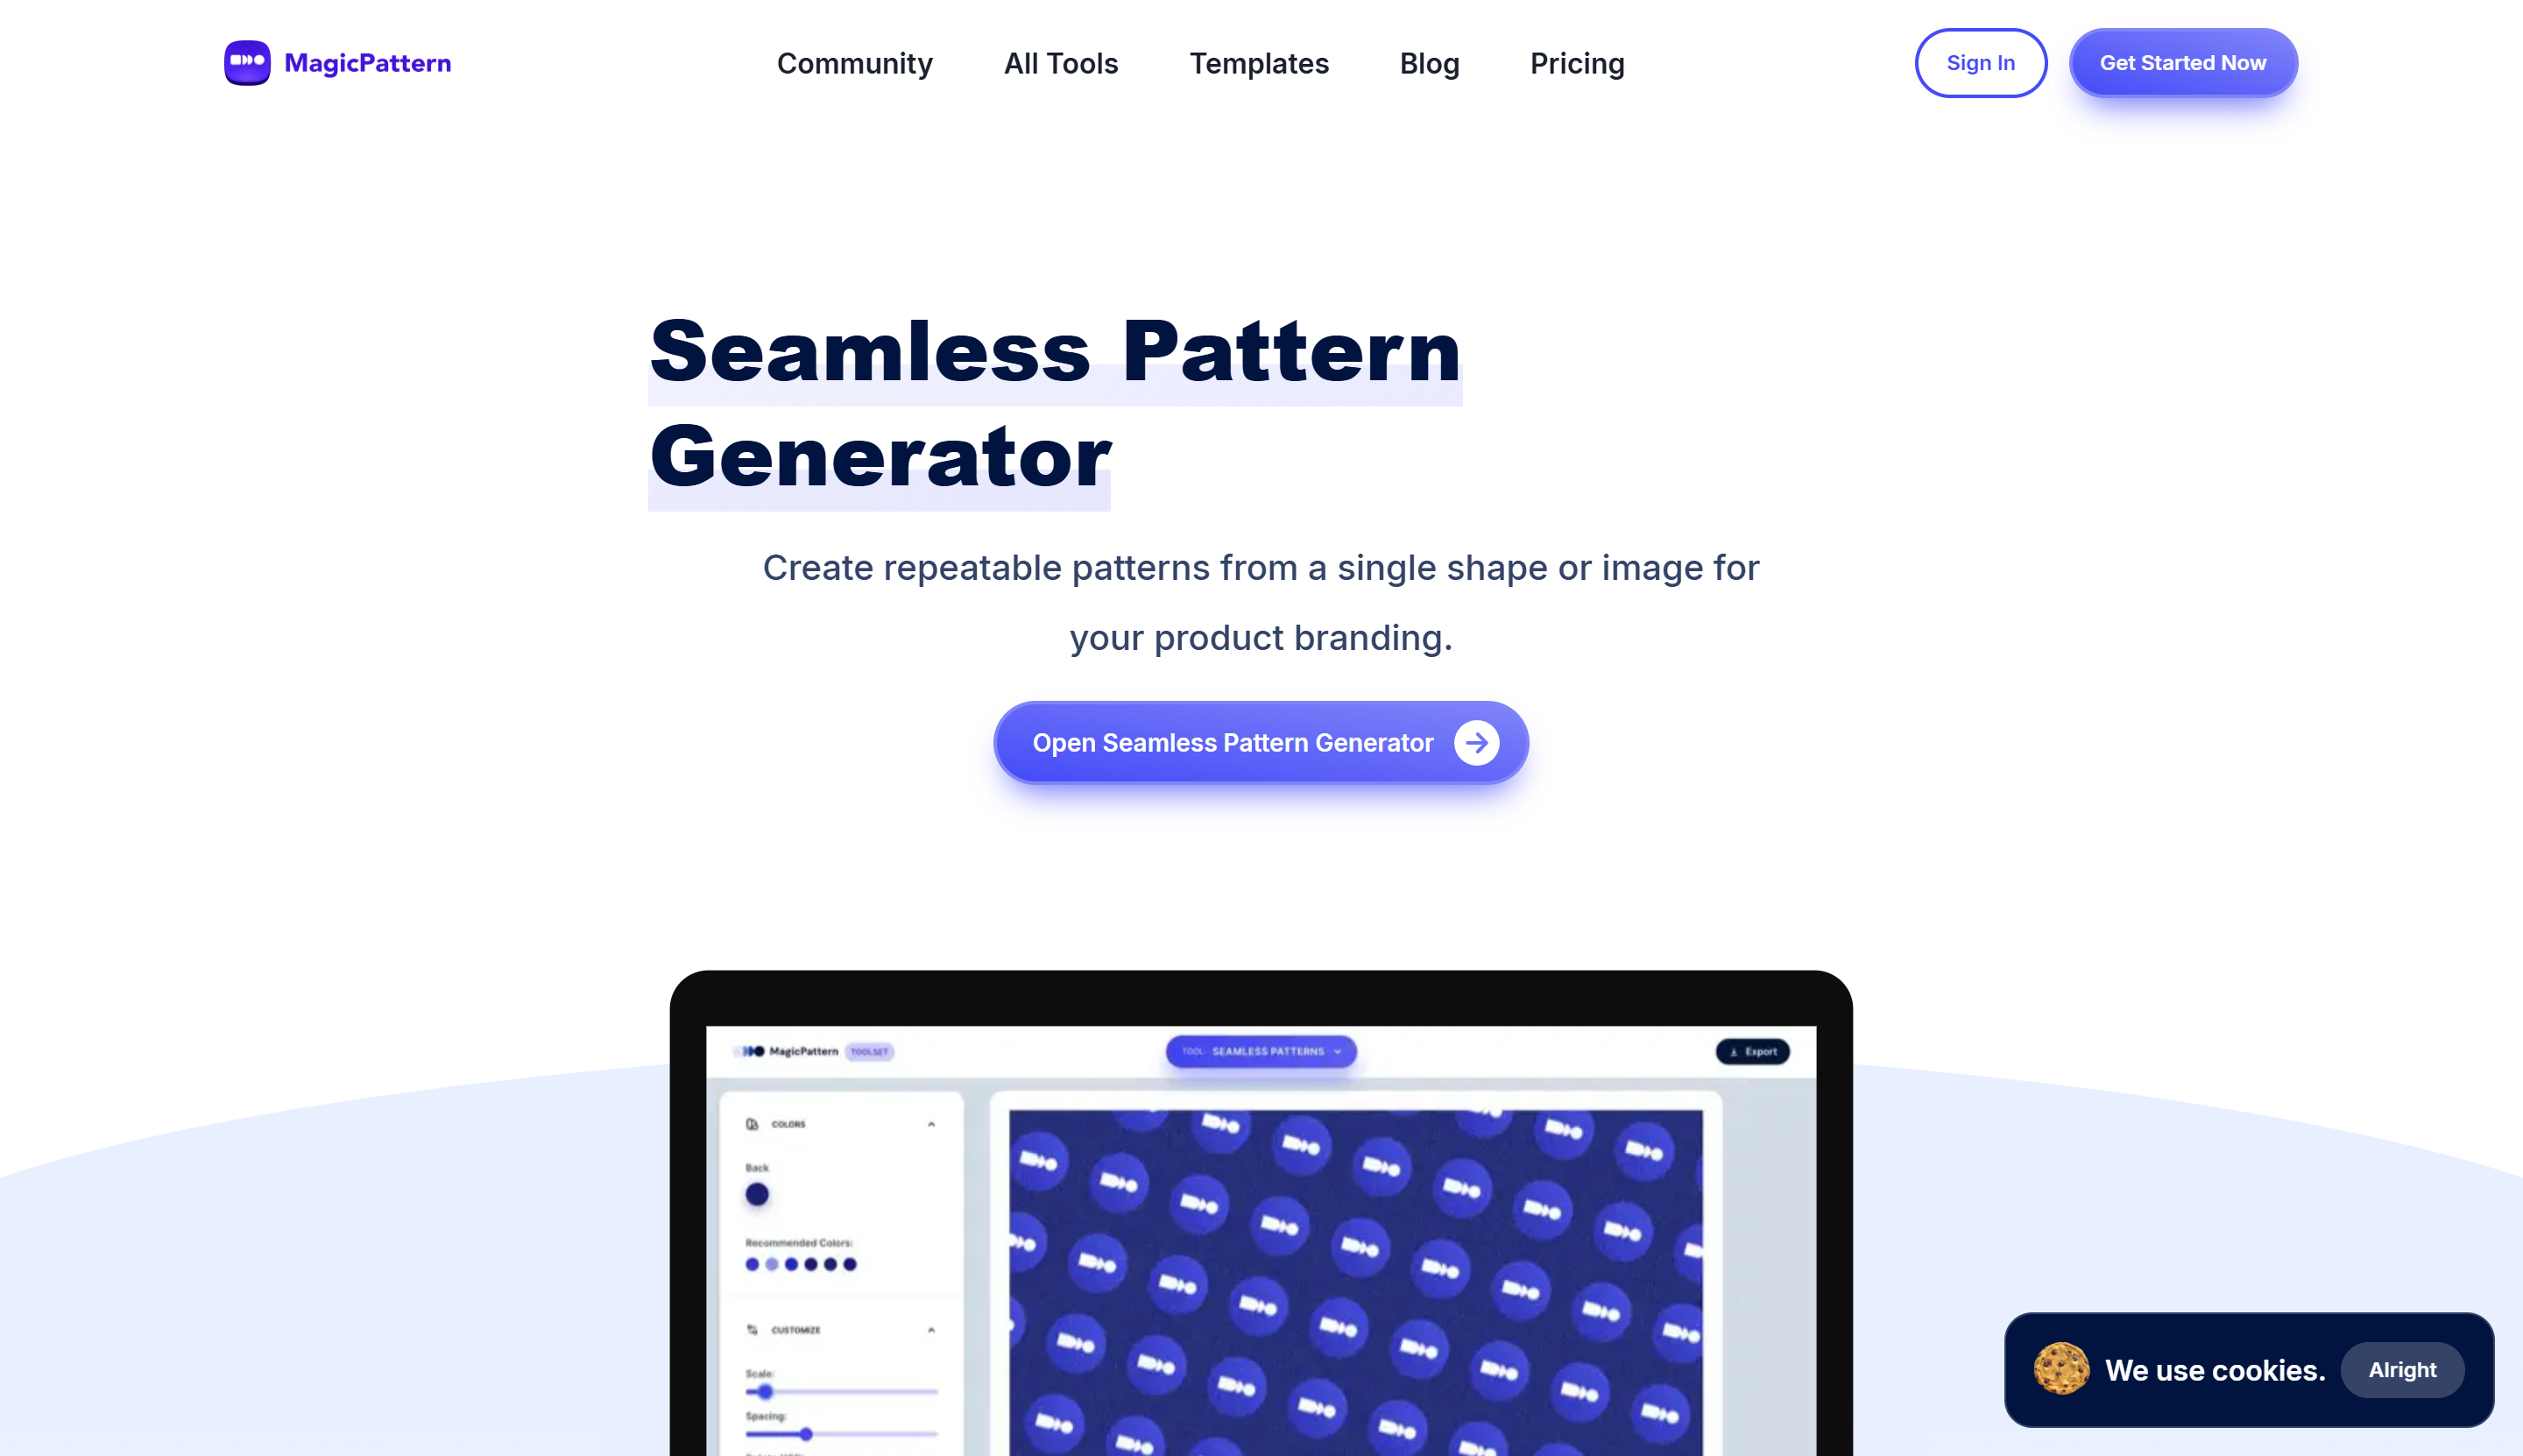 MagicPattern
Community
All Tools
Templates
Blog
Pricing
Sign In
Get Started Now
Seamless Pattern
Generator
Create repeatable patterns from a single shape or image for
your product branding.
Open Seamless Pattern Generator
MagicPattern TOOLSET
TOOL: SEAMLESS PATTERNS
Export
COLORS
Back
Recommended Colors:
CUSTOMIZE
Scale:
Spacing:
We use cookies.
Alright